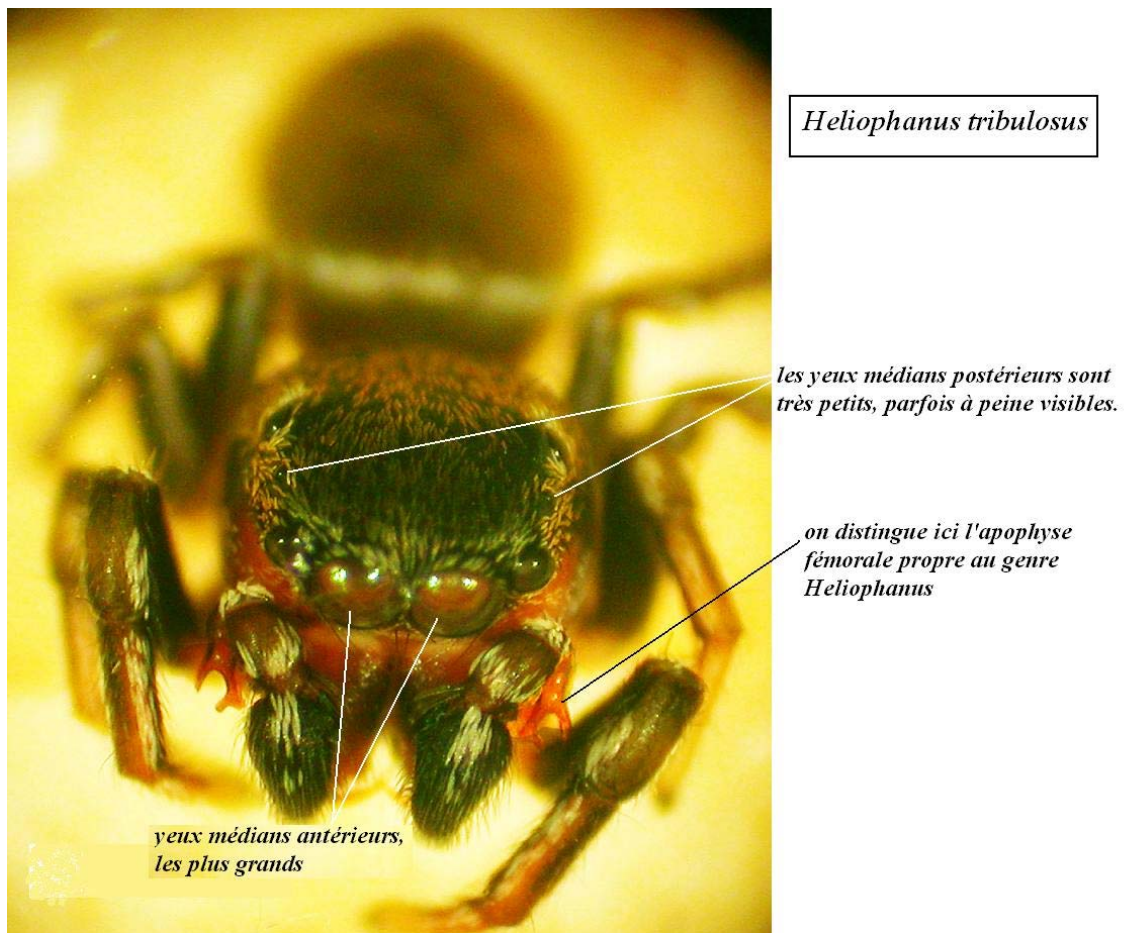 Heliophanus tribulosus
les yeux médians postérieurs sont
très petits, parfois à peine visibles.
on distingue ici l'apophyse
fémorale propre au genre
Heliophanus
yeux médians antérieurs,
les plus grands